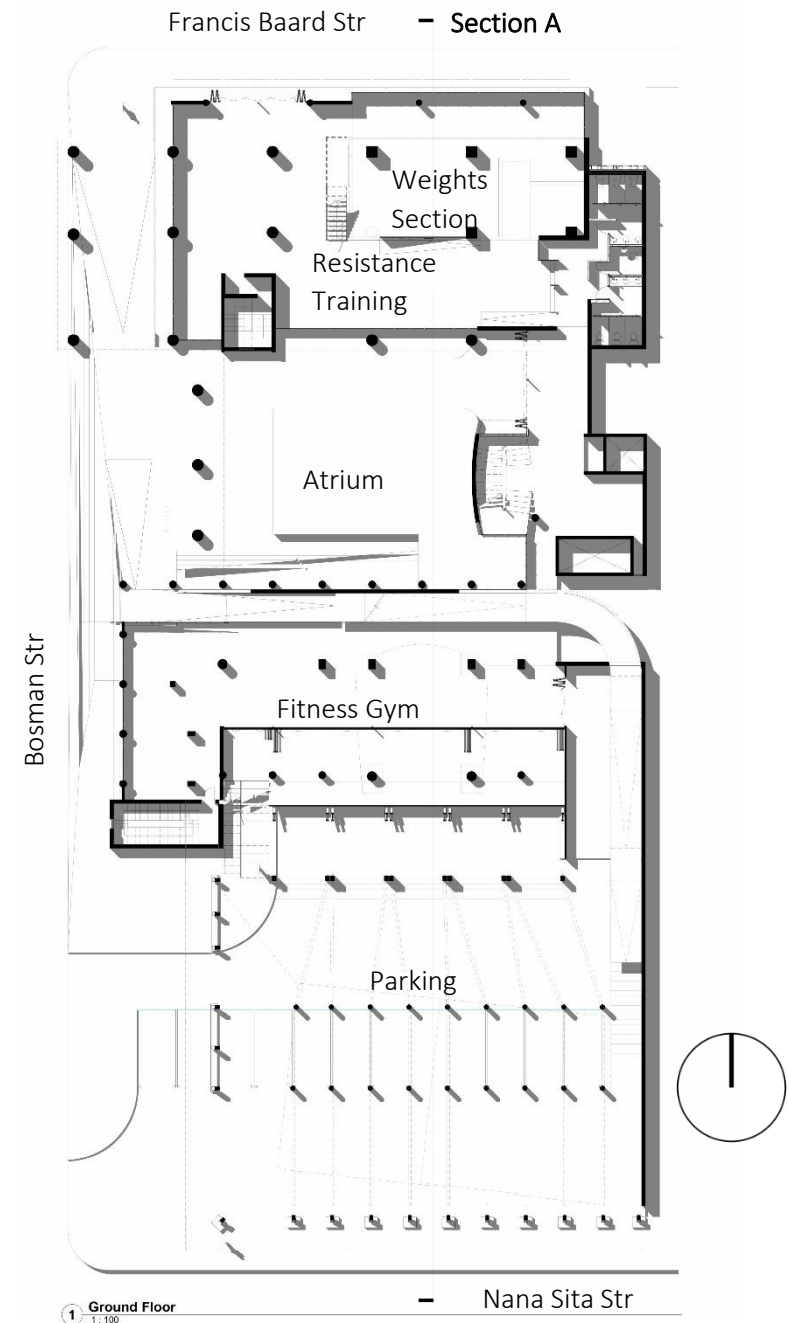 Francis Baard Str
Section A
Weights
Section
Resistance
Training
Atrium
Bosman Str
Fitness Gym
Parking
Nana Sita Str
1 Ground Floor
1 : 100